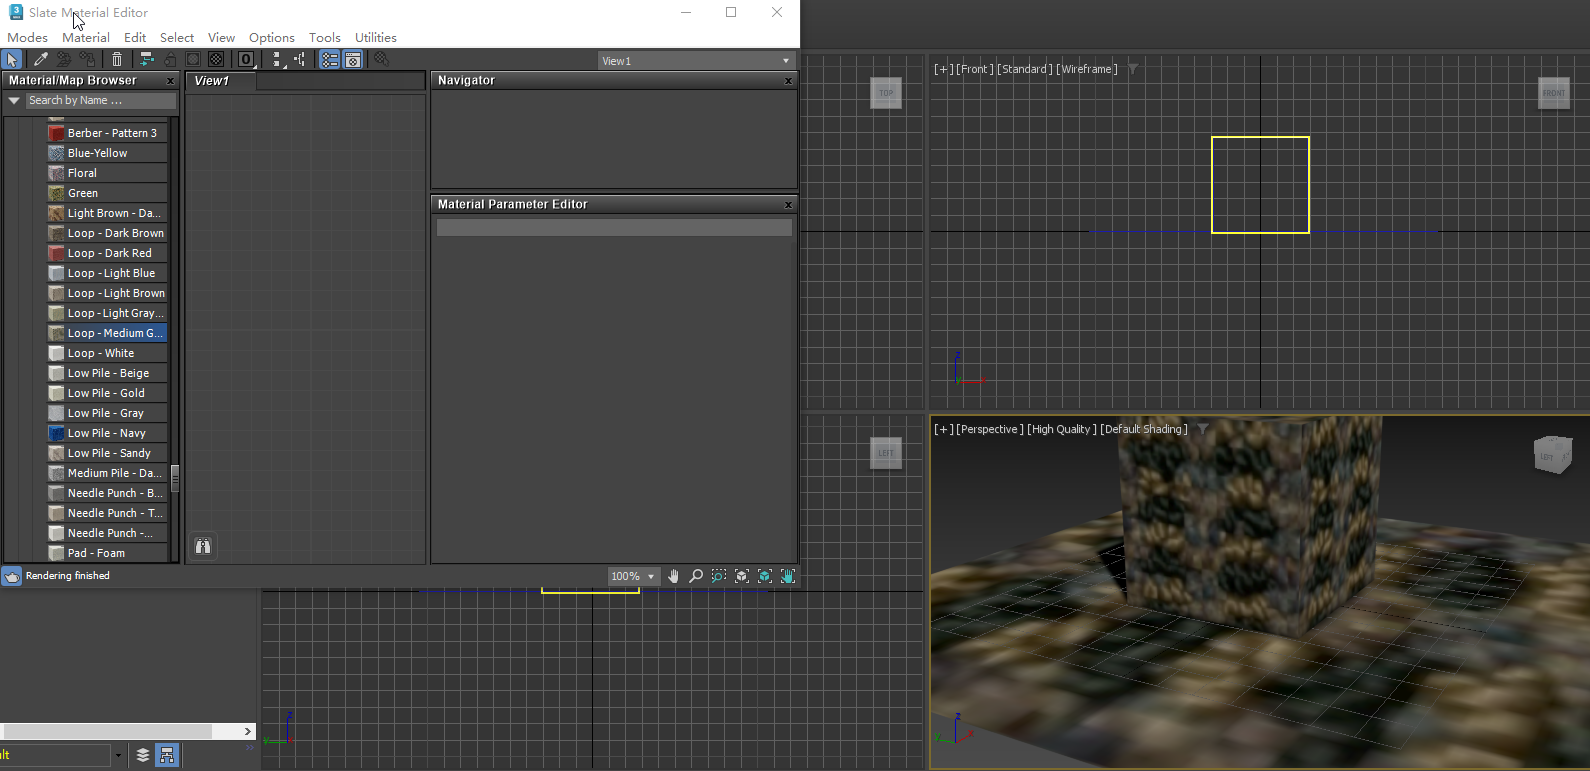 Slate Material Editor
Modes Material Edit Select View Options Tools Utilities
View1
Material/Map Browser
Search by Name ...
Berber - Pattern 3
Blue-Yellow
Floral
Green
Light Brown - Da...
Loop - Dark Brown
Loop - Dark Red
Loop - Light Blue
Loop - Light Brown
Loop - Light Gray...
Loop - Medium G...
Loop - White
Low Pile - Beige
Low Pile - Gold
Low Pile - Gray
Low Pile - Navy
Low Pile - Sandy
Medium Pile - Da...
Needle Punch - B...
Needle Punch - T...
Needle Punch -...
Pad - Foam
View1
Navigator
Material Parameter Editor
Rendering finished
100%
TOP
[+] [Front] [Standard] [Wireframe]
FRONT
z
x
LEFT
z
y
[+] [Perspective] [High Quality] [Default Shading]
LEFT
z
y
x
ult